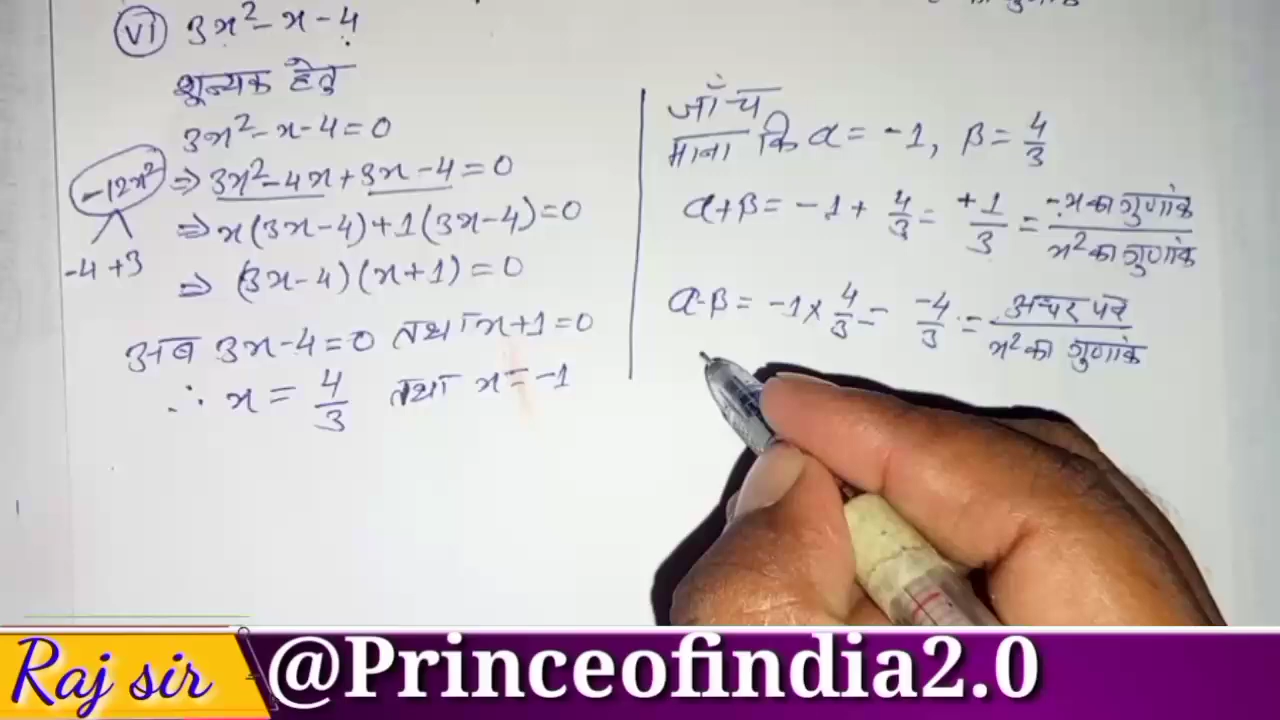 (vi) 3x² - x - 4
शून्यक हेतु
3x² - x - 4 = 0
-12x² ⇒ 3x² - 4x + 3x - 4 = 0
-4 +3
⇒ x(3x - 4) + 1(3x - 4) = 0
⇒ (3x - 4)(x + 1) = 0
अब 3x - 4 = 0 तथा x + 1 = 0
∴ x = 4/3 तथा x = -1
जाँच
माना कि α = -1, β = 4/3
α + β = -1 + 4/3 = +1/3 = -x का गुणांक / x² का गुणांक
α·β = -1 × 4/3 = -4/3 = अचर पद / x² का गुणांक
Raj sir @Princeofindia2.0